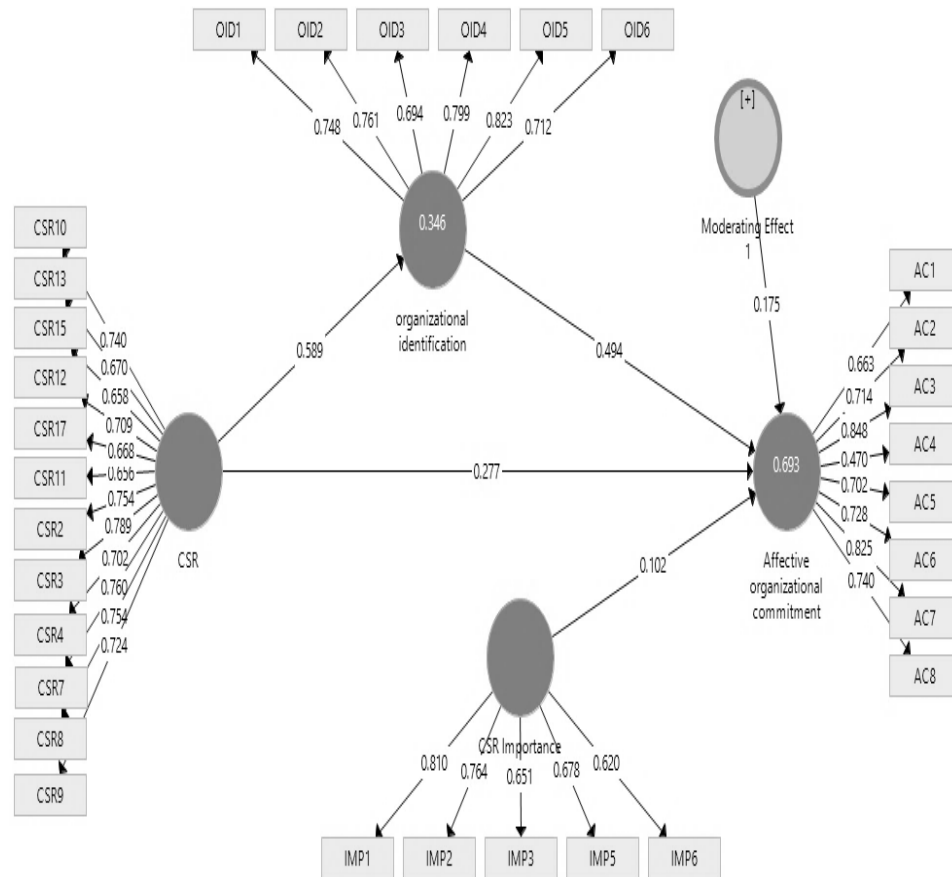 OID1 OID2 OID3 OID4 OID5 OID6
0.748 0.761 0.694 0.799 0.823 0.712
[+]
Moderating Effect
1
0.175
0.346
organizational
identification
0.589
0.494
CSR10
CSR13
CSR15
CSR12
CSR17
CSR11
CSR2
CSR3
CSR4
CSR7
CSR8
CSR9
0.740
0.670
0.658
0.709
0.668
0.656
0.754
0.789
0.702
0.760
0.754
0.724
CSR
0.277
0.693
Affective
organizational
commitment
0.663
0.714
0.848
0.470
0.702
0.728
0.825
0.740
AC1
AC2
AC3
AC4
AC5
AC6
AC7
AC8
0.102
CSR Importance
0.810 0.764 0.651 0.678 0.620
IMP1 IMP2 IMP3 IMP5 IMP6